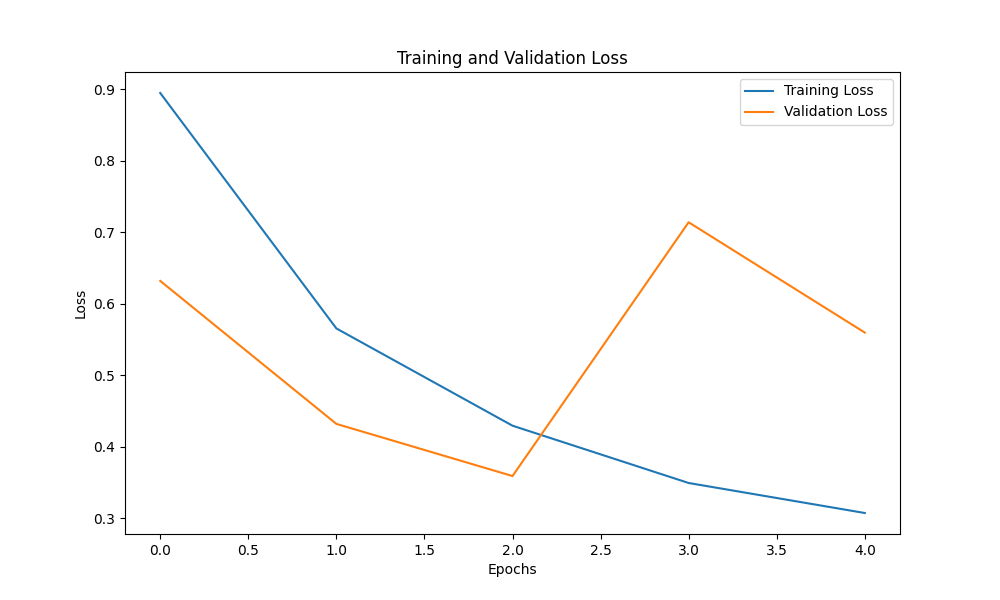 Training and Validation Loss
Training Loss
Validation Loss
0.9
0.8
0.7
0.6
0.5
0.4
0.3
Loss
0.0 0.5 1.0 1.5 2.0 2.5 3.0 3.5 4.0
Epochs